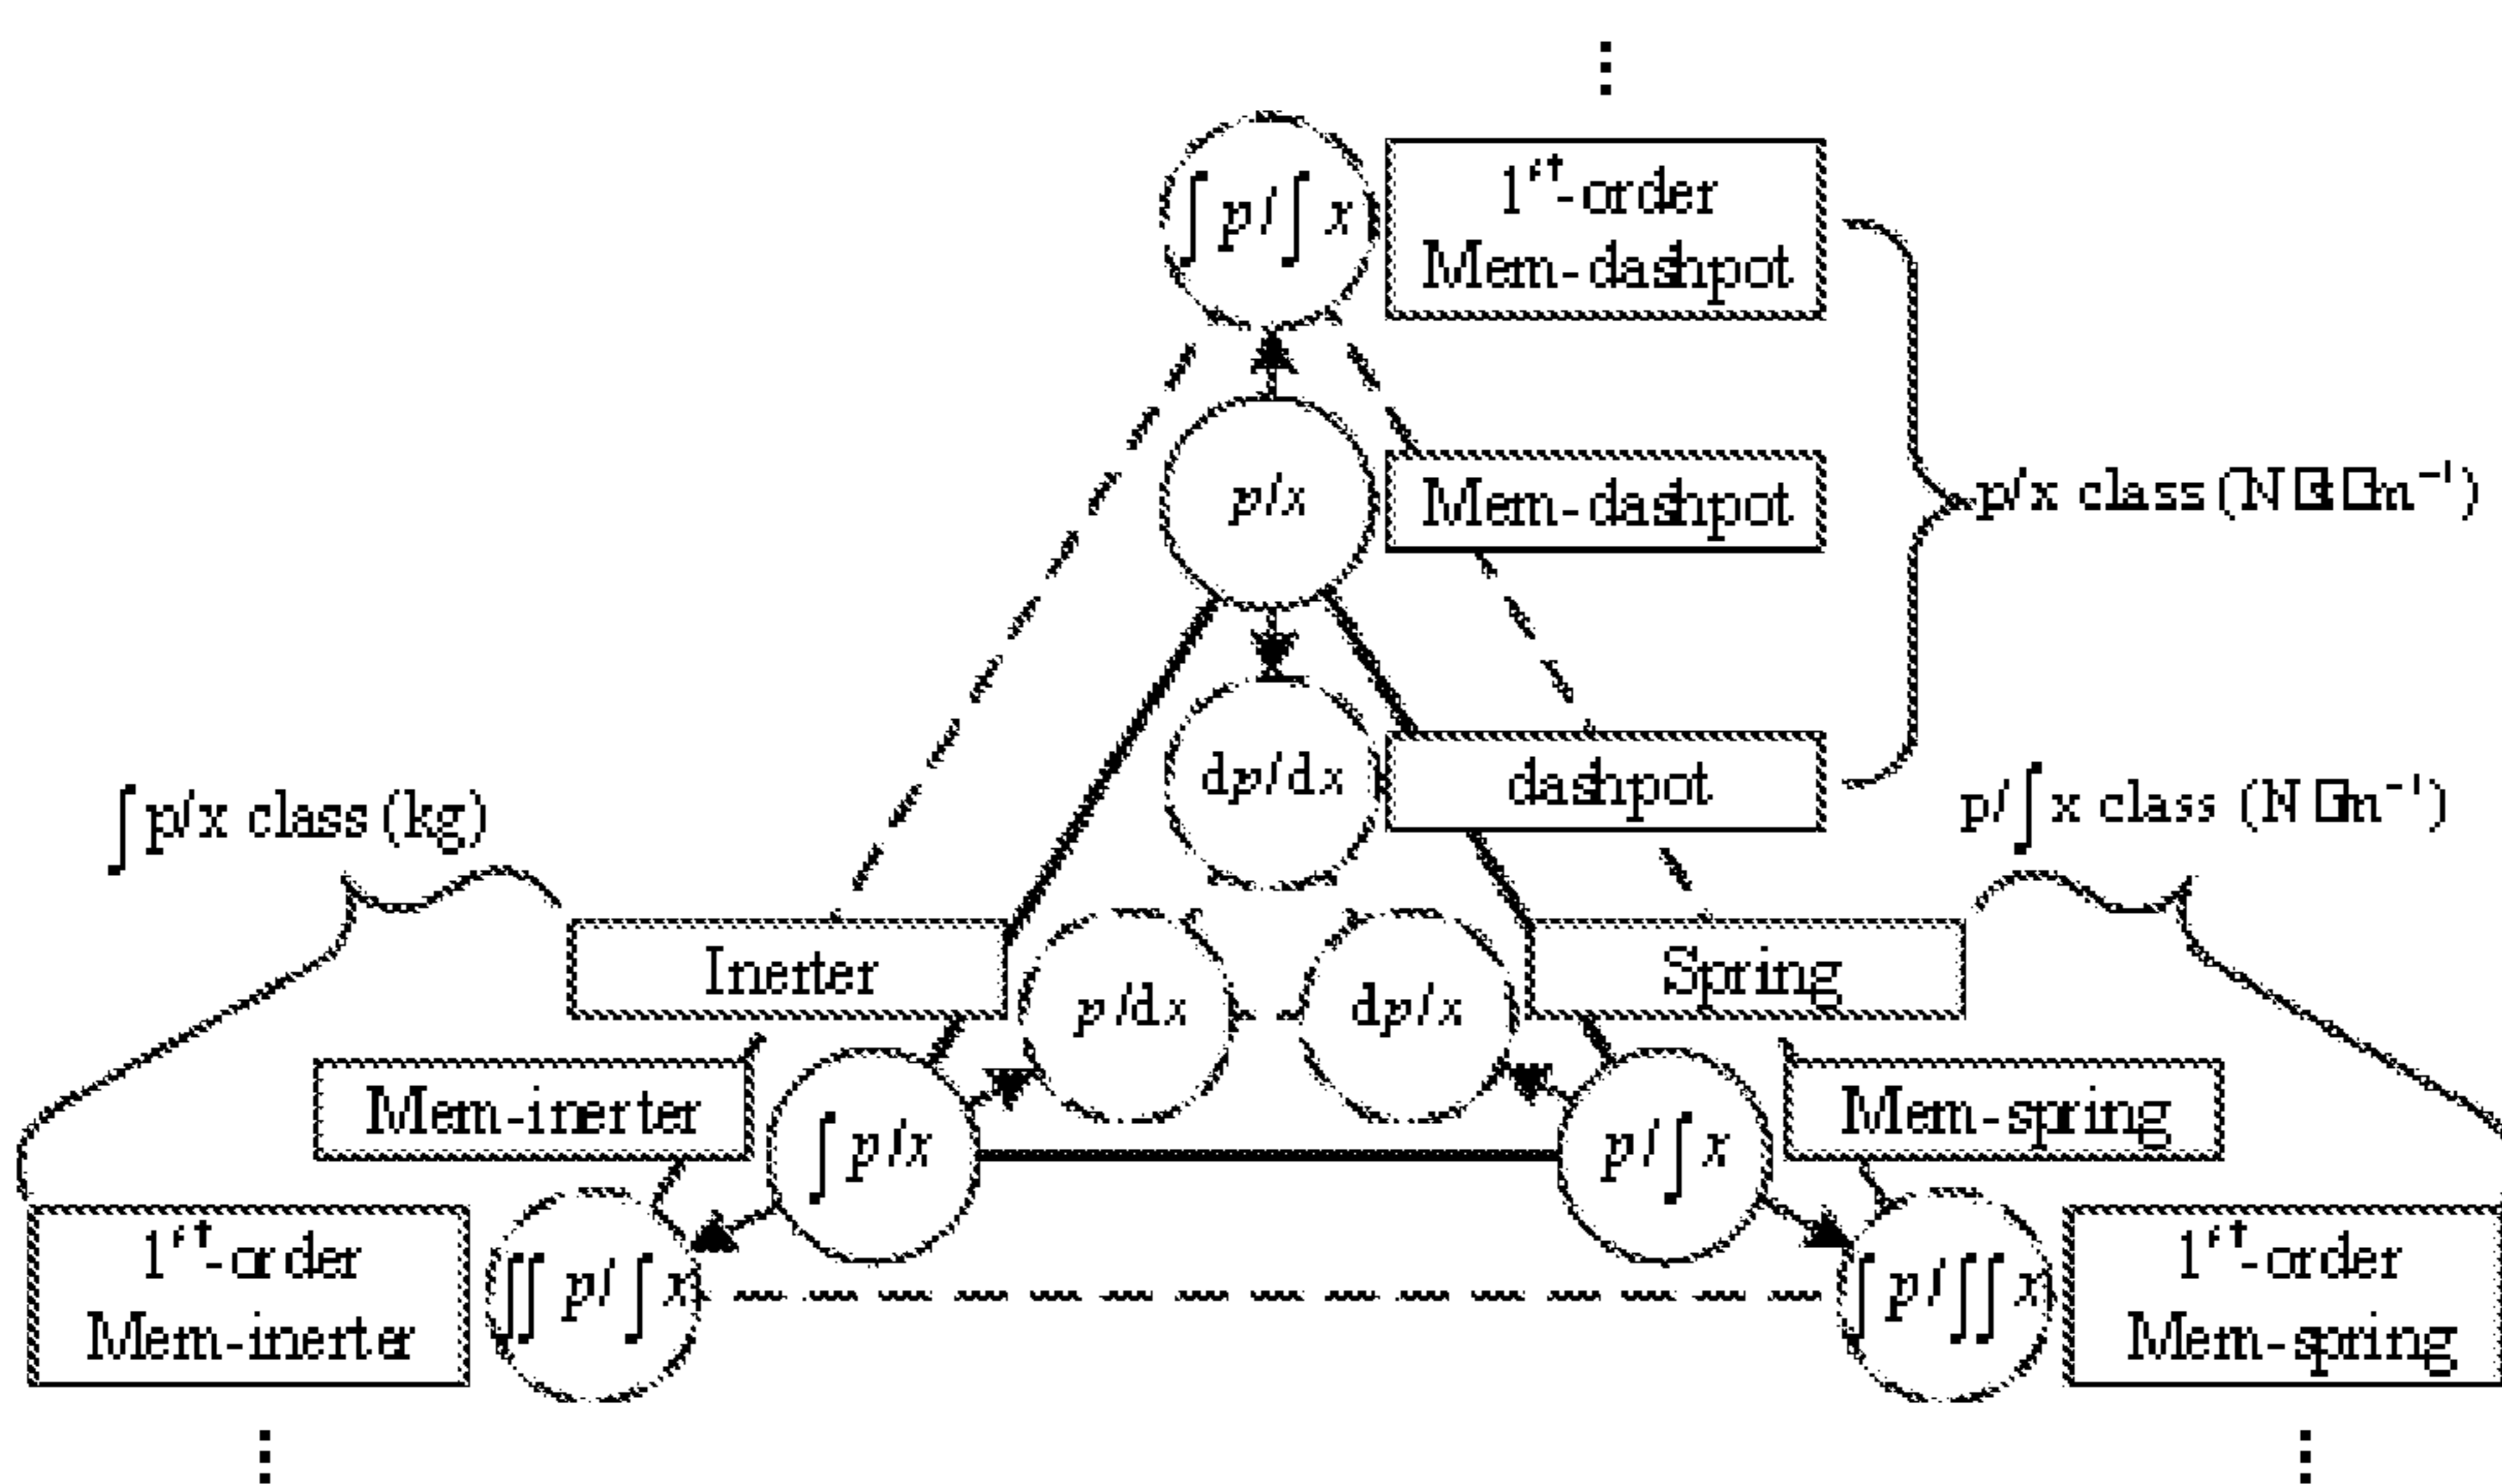 ∫p/∫x
1st-order
Mem-dashpot
p/x
Mem-dashpot
p/x class (N□s□m⁻¹)
dp/dx
dashpot
∫p/x class (kg)
p/∫x class (N□m⁻¹)
Inerter
p/dx
dp/x
Spring
Mem-inerter
∫p/x
p/∫x
Mem-spring
1st-order
Mem-inerter
∬p/∫x
∫p/∬x
1st-order
Mem-spring